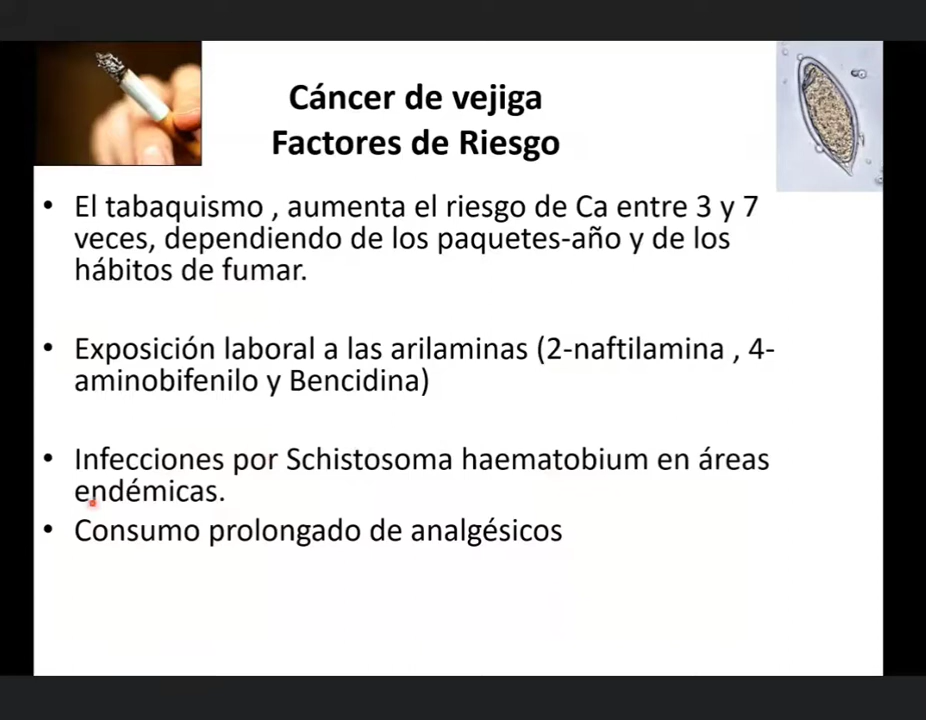 Cáncer de vejiga
Factores de Riesgo
• El tabaquismo , aumenta el riesgo de Ca entre 3 y 7
veces, dependiendo de los paquetes-año y de los
hábitos de fumar.
• Exposición laboral a las arilaminas (2-naftilamina , 4-
aminobifenilo y Bencidina)
• Infecciones por Schistosoma haematobium en áreas
endémicas.
• Consumo prolongado de analgésicos